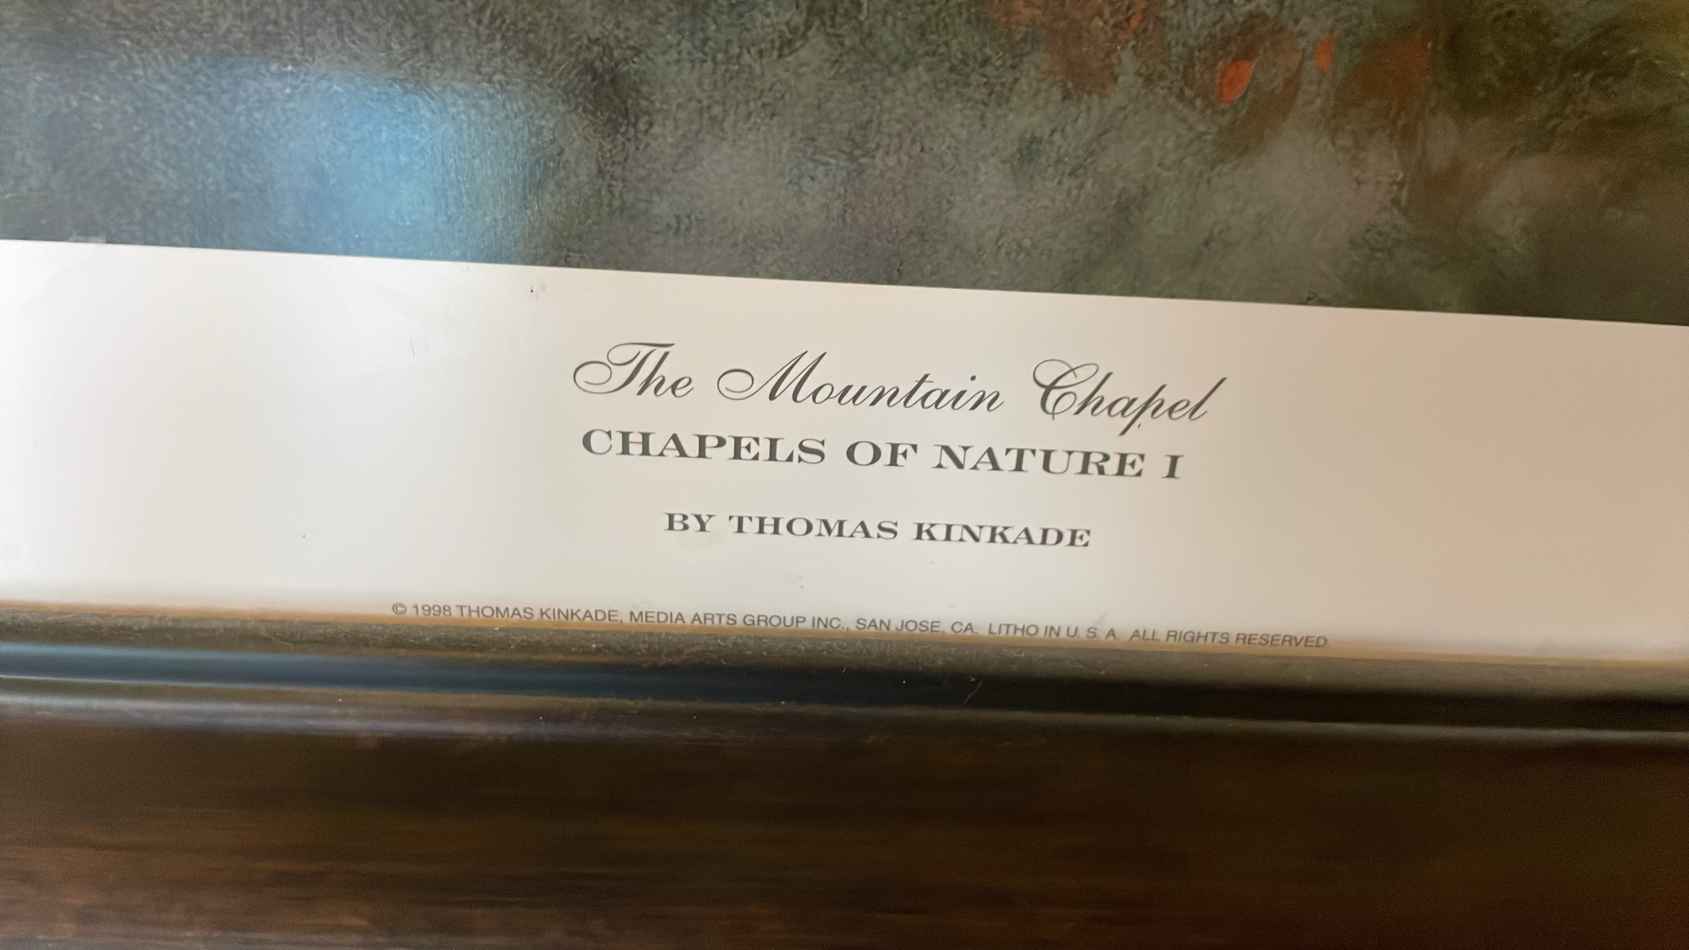 The Mountain Chapel
CHAPELS OF NATURE I
BY THOMAS KINKADE
© 1998 THOMAS KINKADE, MEDIA ARTS GROUP INC., SAN JOSE, CA. LITHO IN U. S. A. ALL RIGHTS RESERVED